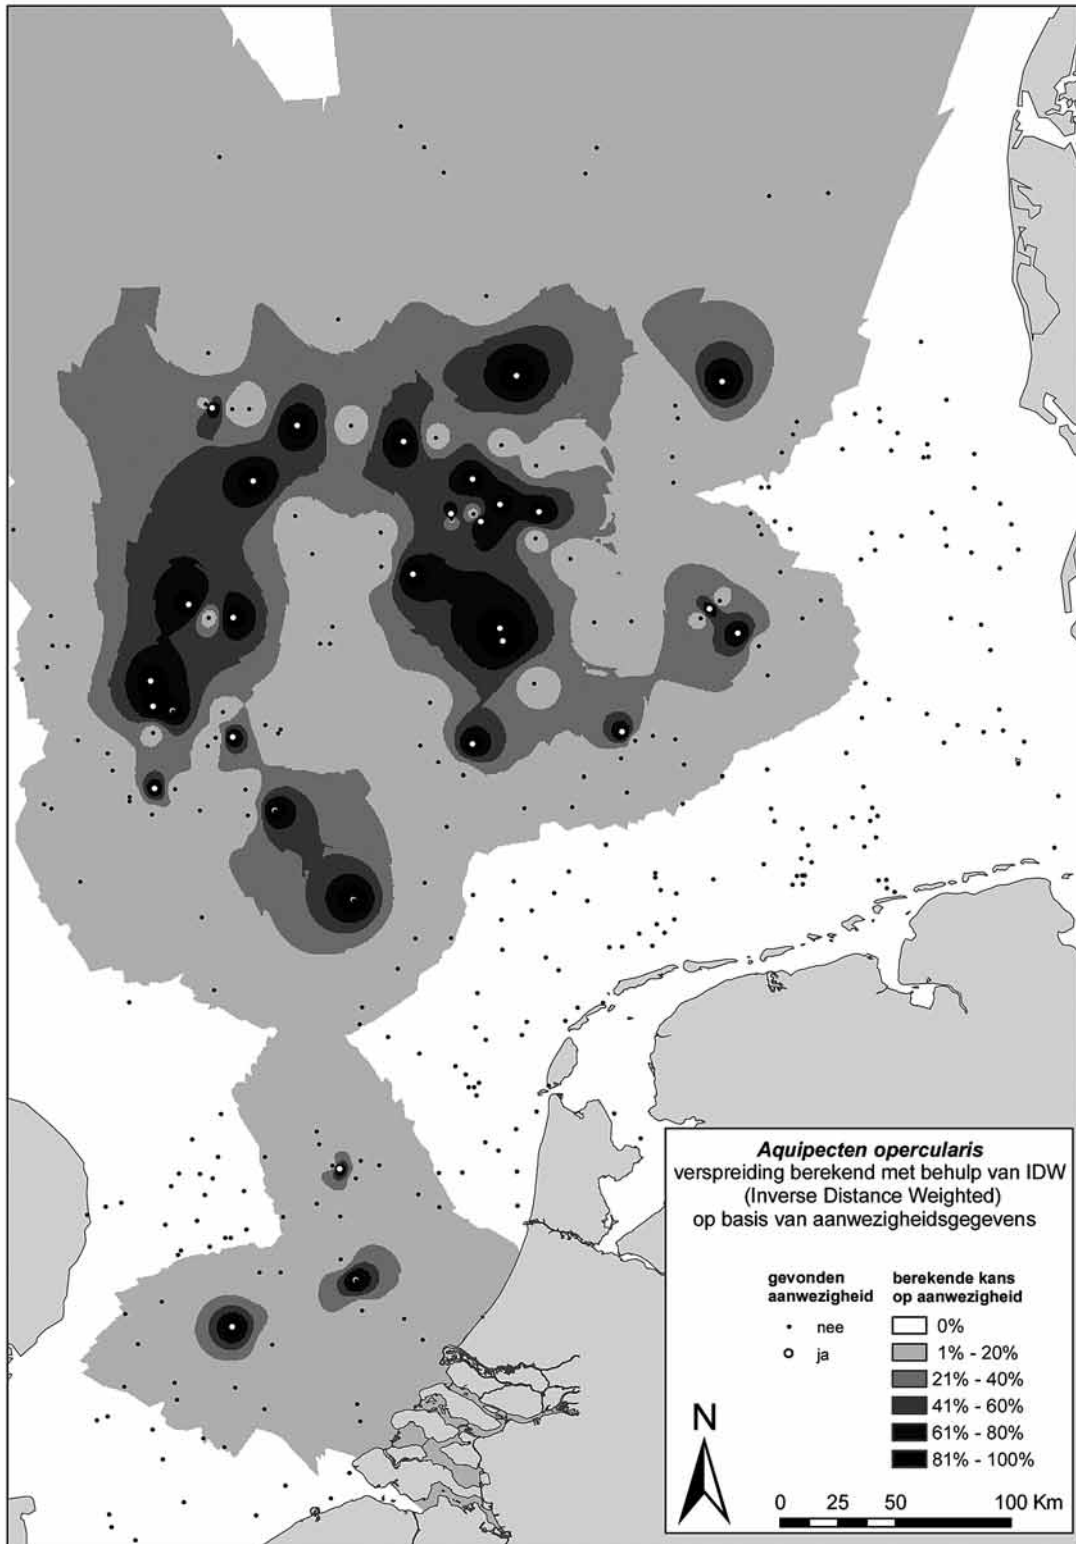 Aquipecten opercularis
verspreiding berekend met behulp van IDW
(Inverse Distance Weighted)
op basis van aanwezigheidsgegevens
gevonden
aanwezigheid
nee
ja
berekende kans
op aanwezigheid
0%
1% - 20%
21% - 40%
41% - 60%
61% - 80%
81% - 100%
N
0 25 50 100 Km